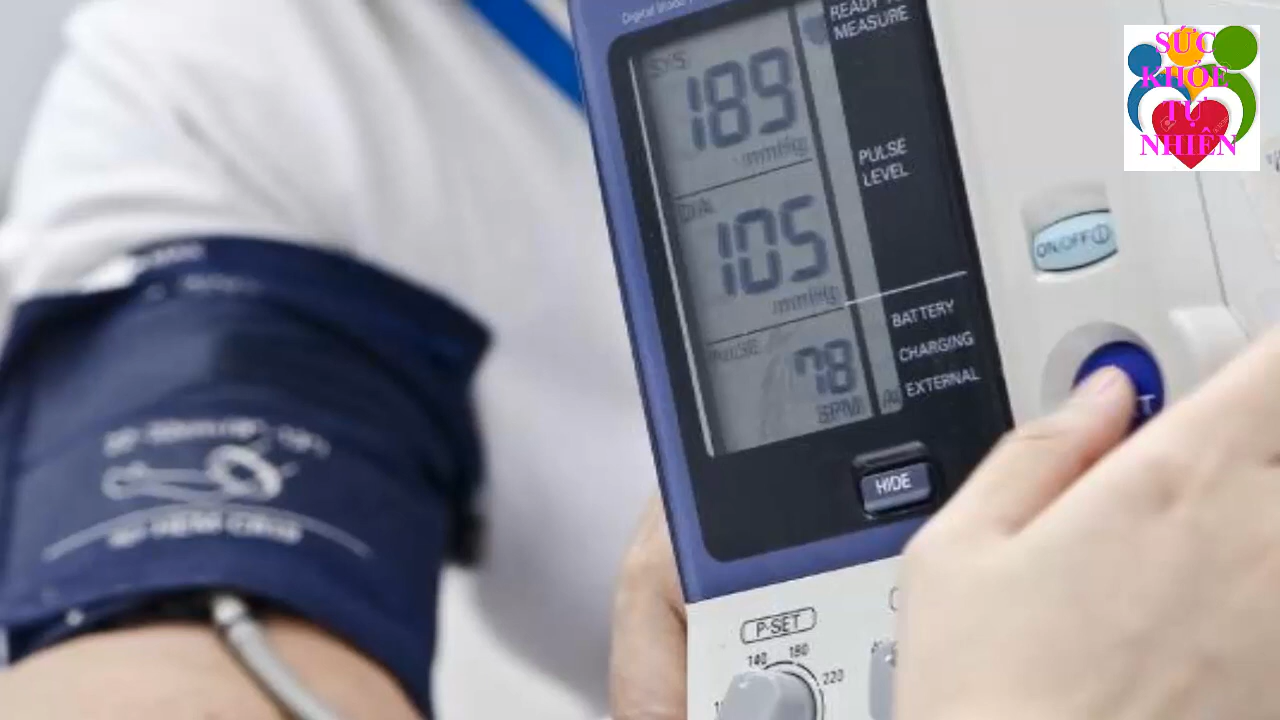 SYS
189
mmHg
DIA
105
mmHg
PULSE
78
BPM
READY TO
MEASURE
PULSE
LEVEL
BATTERY
CHARGING
EXTERNAL
HIDE
ON/OFF
P-SET
140
180
220
SỨC
KHỎE
TỰ
NHIÊN